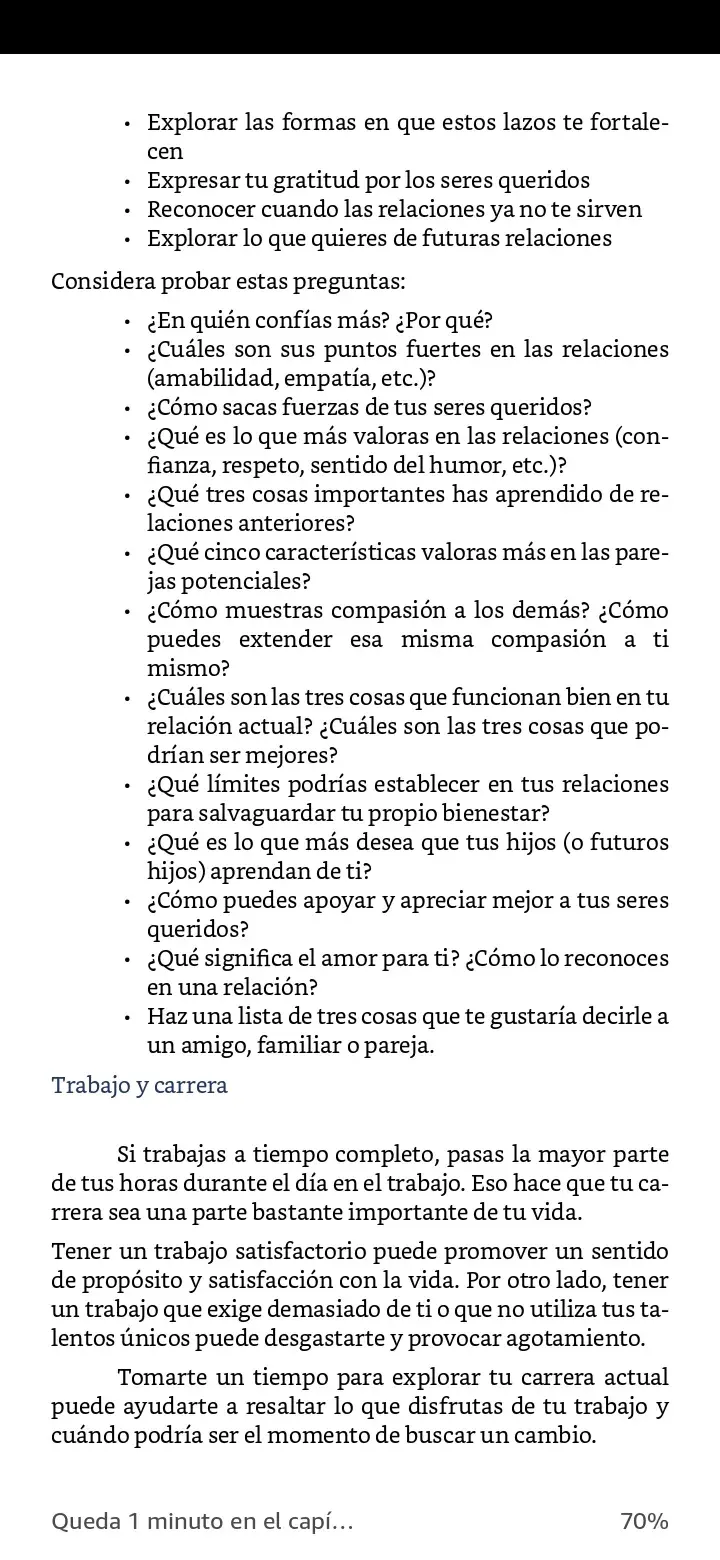 • Explorar las formas en que estos lazos te fortale-
cen
• Expresar tu gratitud por los seres queridos
• Reconocer cuando las relaciones ya no te sirven
• Explorar lo que quieres de futuras relaciones
Considera probar estas preguntas:
• ¿En quién confías más? ¿Por qué?
• ¿Cuáles son sus puntos fuertes en las relaciones
(amabilidad, empatía, etc.)?
• ¿Cómo sacas fuerzas de tus seres queridos?
• ¿Qué es lo que más valoras en las relaciones (con-
fianza, respeto, sentido del humor, etc.)?
• ¿Qué tres cosas importantes has aprendido de re-
laciones anteriores?
• ¿Qué cinco características valoras más en las pare-
jas potenciales?
• ¿Cómo muestras compasión a los demás? ¿Cómo
puedes extender esa misma compasión a ti
mismo?
• ¿Cuáles son las tres cosas que funcionan bien en tu
relación actual? ¿Cuáles son las tres cosas que po-
drían ser mejores?
• ¿Qué límites podrías establecer en tus relaciones
para salvaguardar tu propio bienestar?
• ¿Qué es lo que más desea que tus hijos (o futuros
hijos) aprendan de ti?
• ¿Cómo puedes apoyar y apreciar mejor a tus seres
queridos?
• ¿Qué significa el amor para ti? ¿Cómo lo reconoces
en una relación?
• Haz una lista de tres cosas que te gustaría decirle a
un amigo, familiar o pareja.
Trabajo y carrera
Si trabajas a tiempo completo, pasas la mayor parte
de tus horas durante el día en el trabajo. Eso hace que tu ca-
rrera sea una parte bastante importante de tu vida.
Tener un trabajo satisfactorio puede promover un sentido
de propósito y satisfacción con la vida. Por otro lado, tener
un trabajo que exige demasiado de ti o que no utiliza tus ta-
lentos únicos puede desgastarte y provocar agotamiento.
Tomarte un tiempo para explorar tu carrera actual
puede ayudarte a resaltar lo que disfrutas de tu trabajo y
cuándo podría ser el momento de buscar un cambio.
Queda 1 minuto en el capí... 70%